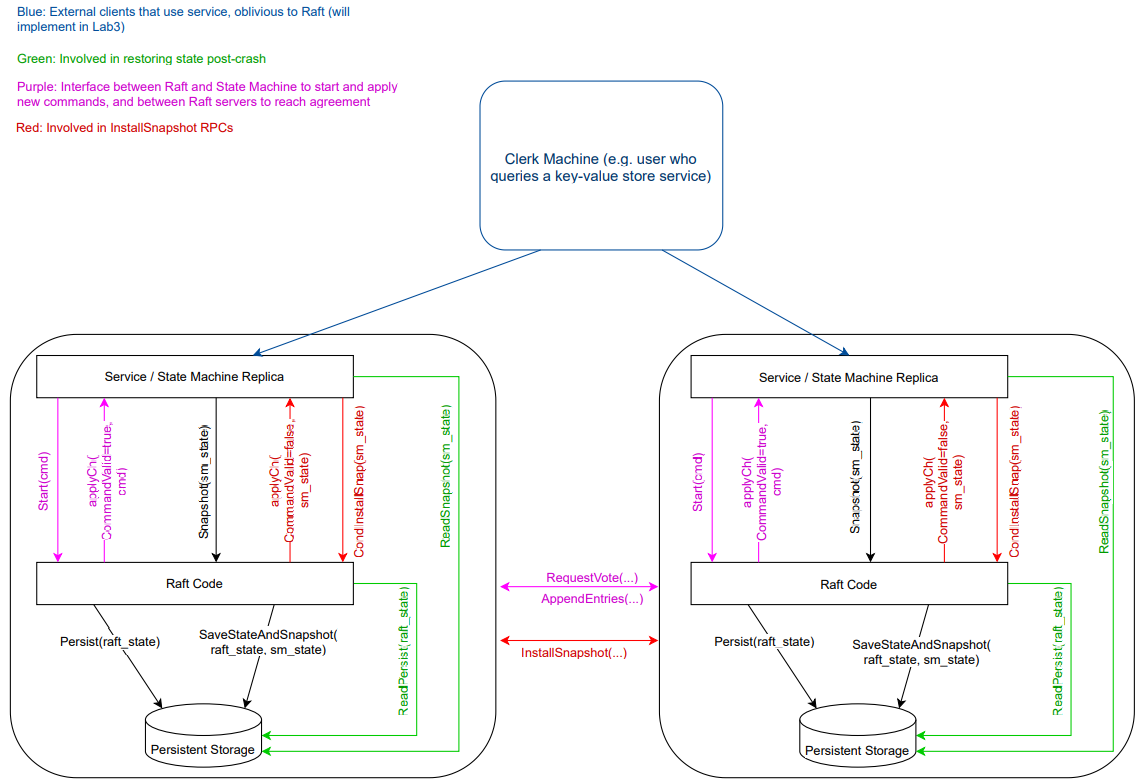 Blue: External clients that use service, oblivious to Raft (will
implement in Lab3)
Green: Involved in restoring state post-crash
Purple: Interface between Raft and State Machine to start and apply
new commands, and between Raft servers to reach agreement
Red: Involved in InstallSnapshot RPCs
Clerk Machine (e.g. user who
queries a key-value store service)
Service / State Machine Replica
Start(cmd)
applyCh(
CommandValid=true,
cmd)
Snapshot(sm_state)
applyCh(
CommandValid=false,
sm_state)
CondInstallSnap(sm_state)
ReadSnapshot(sm_state)
Raft Code
Persist(raft_state)
SaveStateAndSnapshot(
raft_state, sm_state)
ReadPersist(raft_state)
Persistent Storage
RequestVote(...)
AppendEntries(...)
InstallSnapshot(...)
Service / State Machine Replica
Start(cmd)
applyCh(
CommandValid=true,
cmd)
Snapshot(sm_state)
applyCh(
CommandValid=false,
sm_state)
CondInstallSnap(sm_state)
ReadSnapshot(sm_state)
Raft Code
Persist(raft_state)
SaveStateAndSnapshot(
raft_state, sm_state)
ReadPersist(raft_state)
Persistent Storage